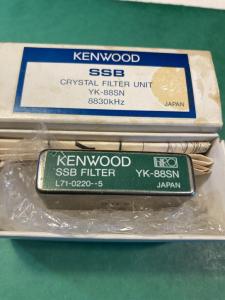 KENWOOD
SSB
CRYSTAL FILTER UNIT
YK-88SN
8830kHz
JAPAN
KENWOOD
SSB FILTER YK-88SN
L71-0220--5 JAPAN